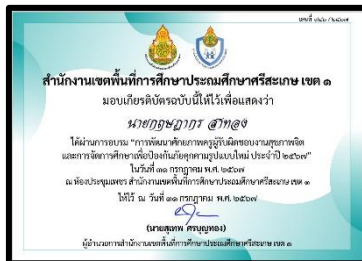 สำนักงานเขตพื้นที่การศึกษาประถมศึกษาศรีสะเกษ เขต ๑
มอบเกียรติบัตรฉบับนี้ให้ไว้เพื่อแสดงว่า
นายกฤษฎากร สาทอง
ได้ผ่านการอบรม “การพัฒนาศักยภาพครูผู้รับผิดชอบงานสุขภาพจิต
และการจัดการศึกษาเพื่อป้องกันภัยคุกคามรูปแบบใหม่ ประจำปี ๒๕๖๗”
ในวันที่ ๓๑ กรกฎาคม พ.ศ. ๒๕๖๗
ณ ห้องประชุมเพชร สำนักงานเขตพื้นที่การศึกษาประถมศึกษาศรีสะเกษ เขต ๑
ให้ไว้ ณ วันที่ ๓๑ กรกฎาคม พ.ศ. ๒๕๖๗
(นายสุเทพ ศรบุญทอง)
ผู้อำนวยการสำนักงานเขตพื้นที่การศึกษาประถมศึกษาศรีสะเกษ เขต ๑